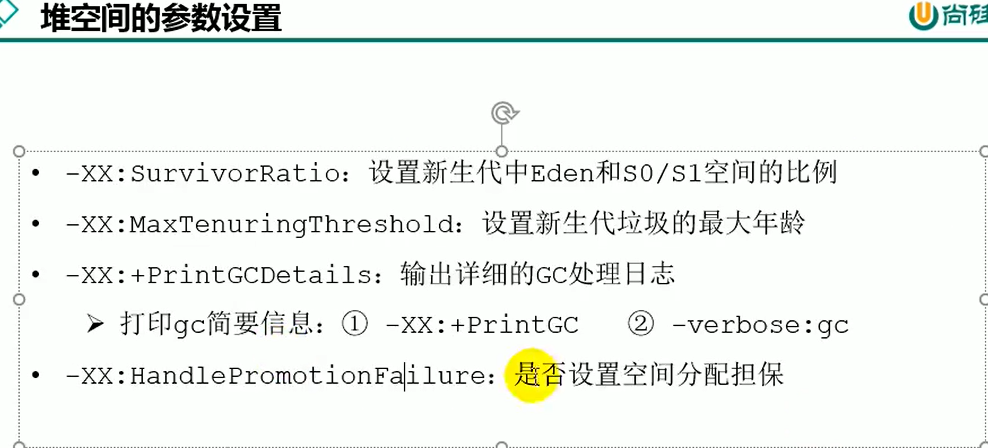 堆空间的参数设置
尚硅
• -XX:SurvivorRatio：设置新生代中Eden和S0/S1空间的比例
• -XX:MaxTenuringThreshold：设置新生代垃圾的最大年龄
• -XX:+PrintGCDetails：输出详细的GC处理日志
➢ 打印gc简要信息：① -XX:+PrintGC ② -verbose:gc
• -XX:HandlePromotionFailure：是否设置空间分配担保